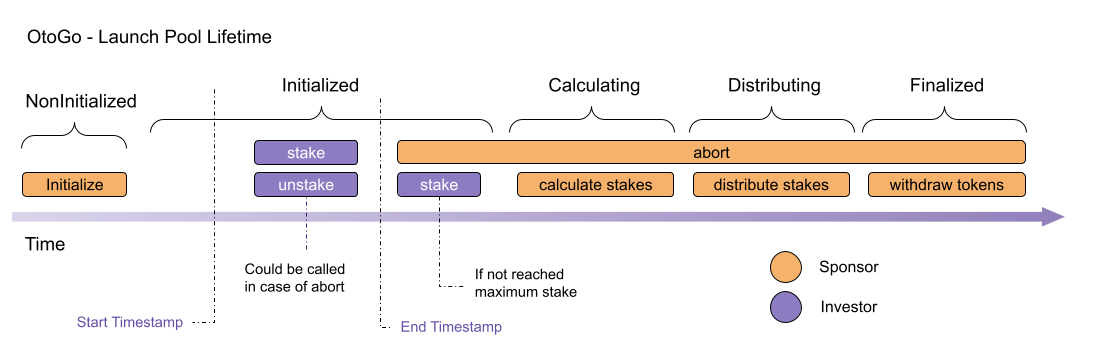 OtoGo - Launch Pool Lifetime
NonInitialized
Initialized
Calculating
Distributing
Finalized
stake
abort
Initialize
unstake
stake
calculate stakes
distribute stakes
withdraw tokens
Time
Could be called
in case of abort
If not reached
maximum stake
Sponsor
Investor
Start Timestamp
End Timestamp